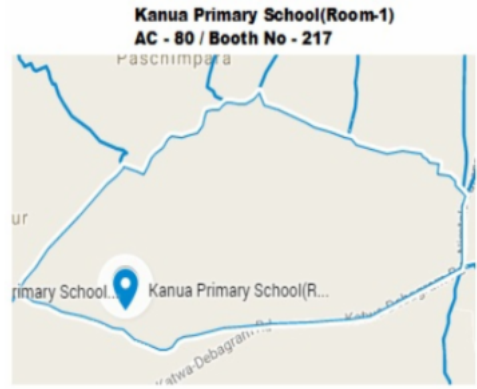 Kanua Primary School(Room-1)
AC - 80 / Booth No - 217
Paschimpara
ur
rimary School...
Kanua Primary School(R...
Katwa-Debagram Rd